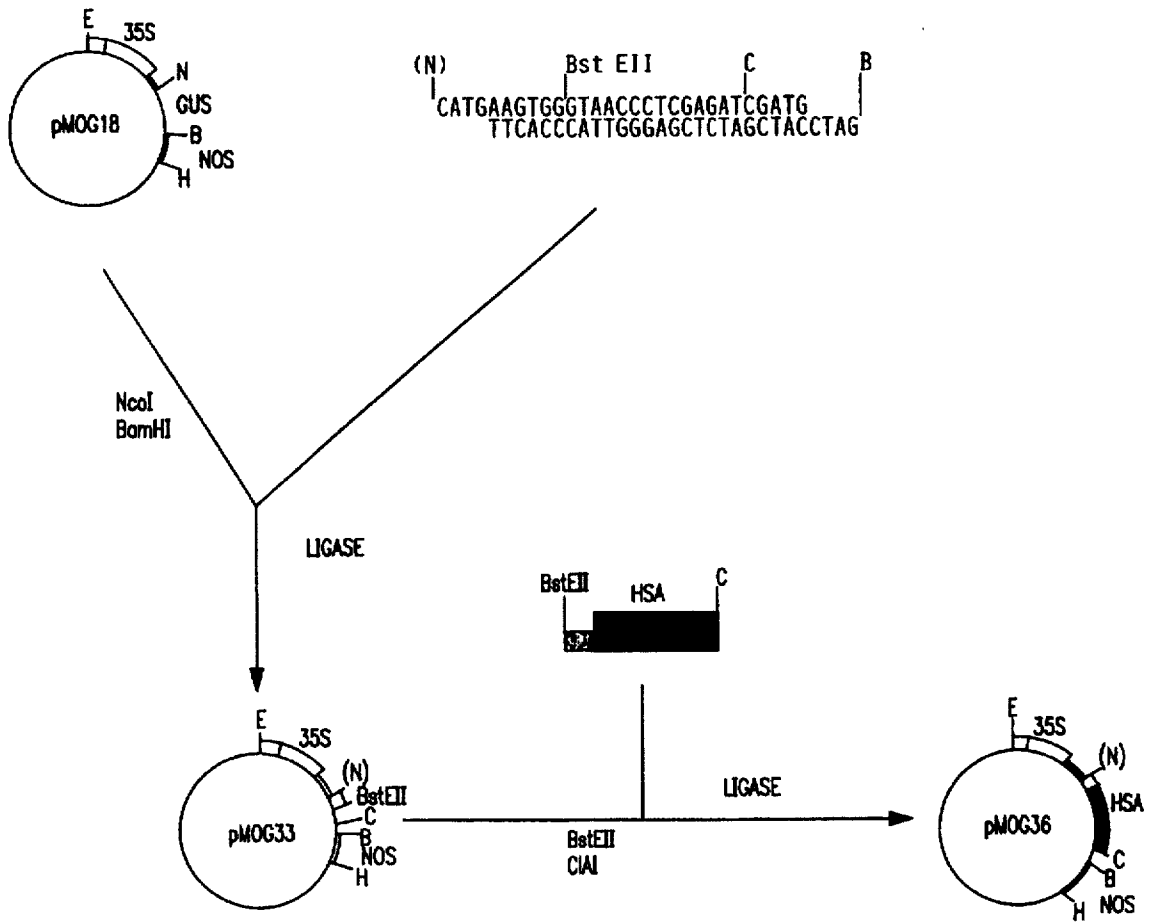 E
35S
N
GUS
pMOG18
B
NOS
H
(N)
Bst EII
C
B
CATGAAGTGGGTAACCCTCGAGATCGATG
TTCACCCATTGGGAGCTCTAGCTACCTAG
NcoI
BamHI
LIGASE
BstEII
HSA
C
E
35S
(N)
BstEII
C
pMOG33
B
NOS
H
BstEII
ClAI
LIGASE
E
35S
(N)
HSA
pMOG36
C
B
NOS
H